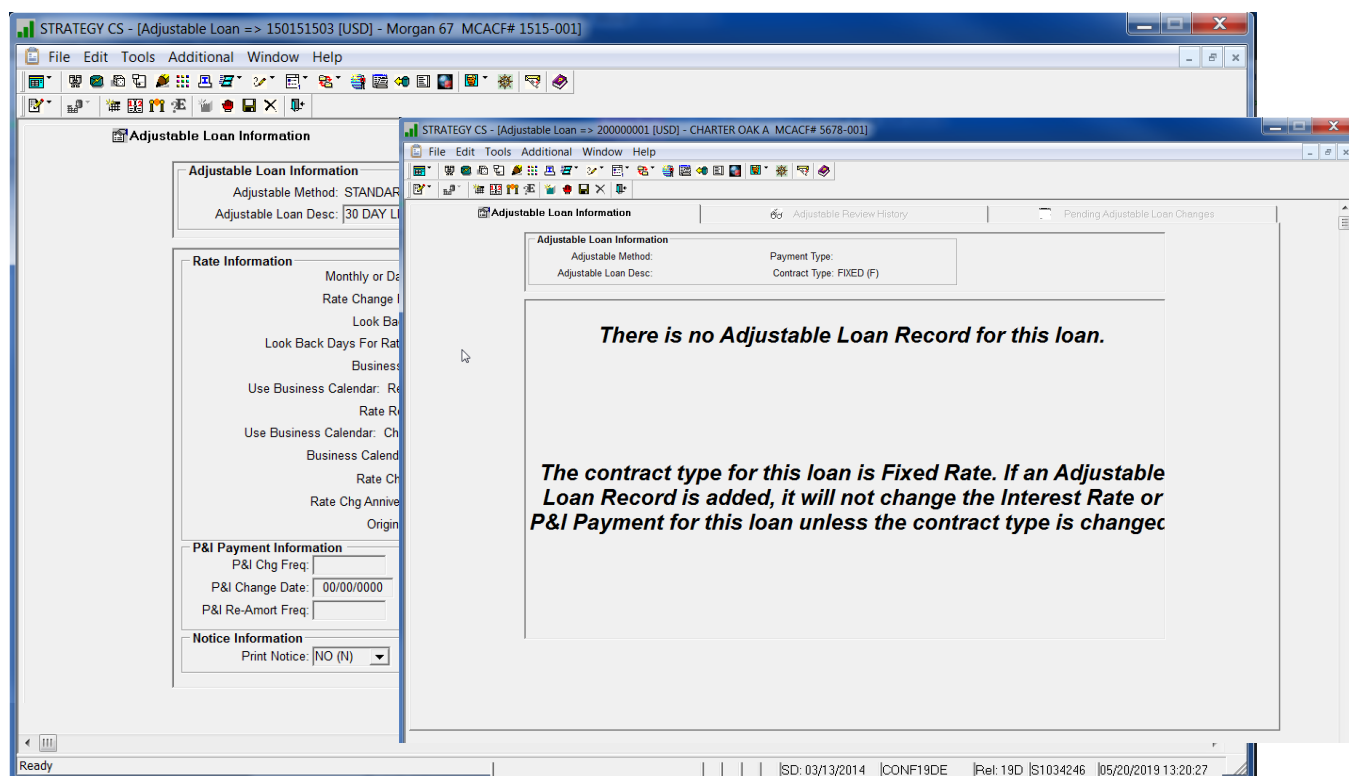 STRATEGY CS - [Adjustable Loan => 150151503 [USD] - Morgan 67 MCACF# 1515-001]
File Edit Tools Additional Window Help
Adjustable Loan Information
Adjustable Loan Information
Adjustable Method: STANDAR
Adjustable Loan Desc: 30 DAY LI
Rate Information
Monthly or Da
Rate Change
Look Ba
Look Back Days For Rat
Business
Use Business Calendar: Re
Rate Re
Use Business Calendar: Ch
Business Calend
Rate Ch
Rate Chg Annive
Origin
P&I Payment Information
P&I Chg Freq:
P&I Change Date: 00/00/0000
P&I Re-Amort Freq:
Notice Information
Print Notice: NO (N)
STRATEGY CS - [Adjustable Loan => 200000001 [USD] - CHARTER OAK A MCACF# 5678-001]
File Edit Tools Additional Window Help
Adjustable Loan Information Adjustable Review History Pending Adjustable Loan Changes
Adjustable Loan Information
Adjustable Method: Payment Type:
Adjustable Loan Desc: Contract Type: FIXED (F)
There is no Adjustable Loan Record for this loan.
The contract type for this loan is Fixed Rate. If an Adjustable
Loan Record is added, it will not change the Interest Rate or
P&I Payment for this loan unless the contract type is changed
Ready SD: 03/13/2014 CONF19DE Rel: 19D S1034246 05/20/2019 13:20:27